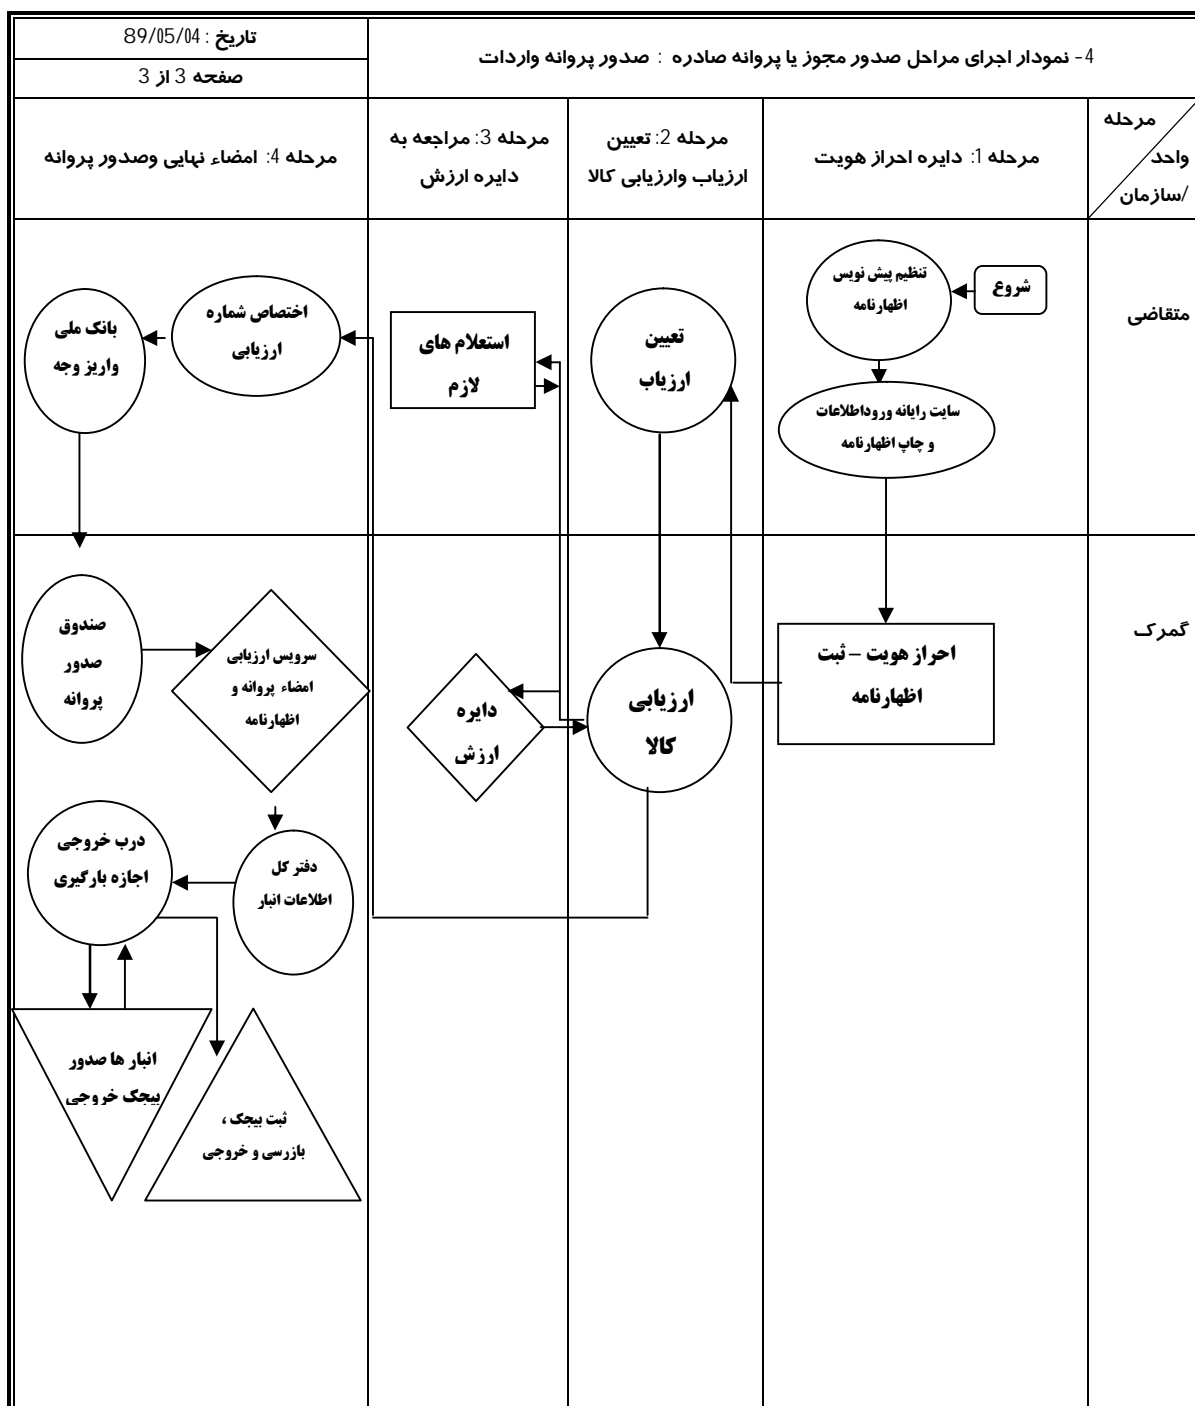 4- نمودار اجرای مراحل صدور مجوز یا پروانه صادره : صدور پروانه واردات
تاریخ : 89/05/04
صفحه 3 از 3
مرحله
واحد
/سازمان
مرحله 1: دایره احراز هویت
مرحله 2: تعیین
ارزیاب وارزیابی کالا
مرحله 3: مراجعه به
دایره ارزش
مرحله 4: امضاء نهایی وصدور پروانه
متقاضی
شروع
تنظیم پیش نویس
اظهارنامه
سایت رایانه وروداطلاعات
و چاپ اظهارنامه
تعیین
ارزیاب
استعلام های
لازم
اختصاص شماره
ارزیابی
بانک ملی
واریز وجه
گمرک
احراز هویت – ثبت
اظهارنامه
ارزیابی
کالا
دایره
ارزش
سرویس ارزیابی
امضاء پروانه و
اظهارنامه
صندوق
صدور
پروانه
دفتر کل
اطلاعات انبار
درب خروجی
اجازه بارگیری
انبار ها صدور
بیجک خروجی
ثبت بیجک ،
بازرسی و خروجی